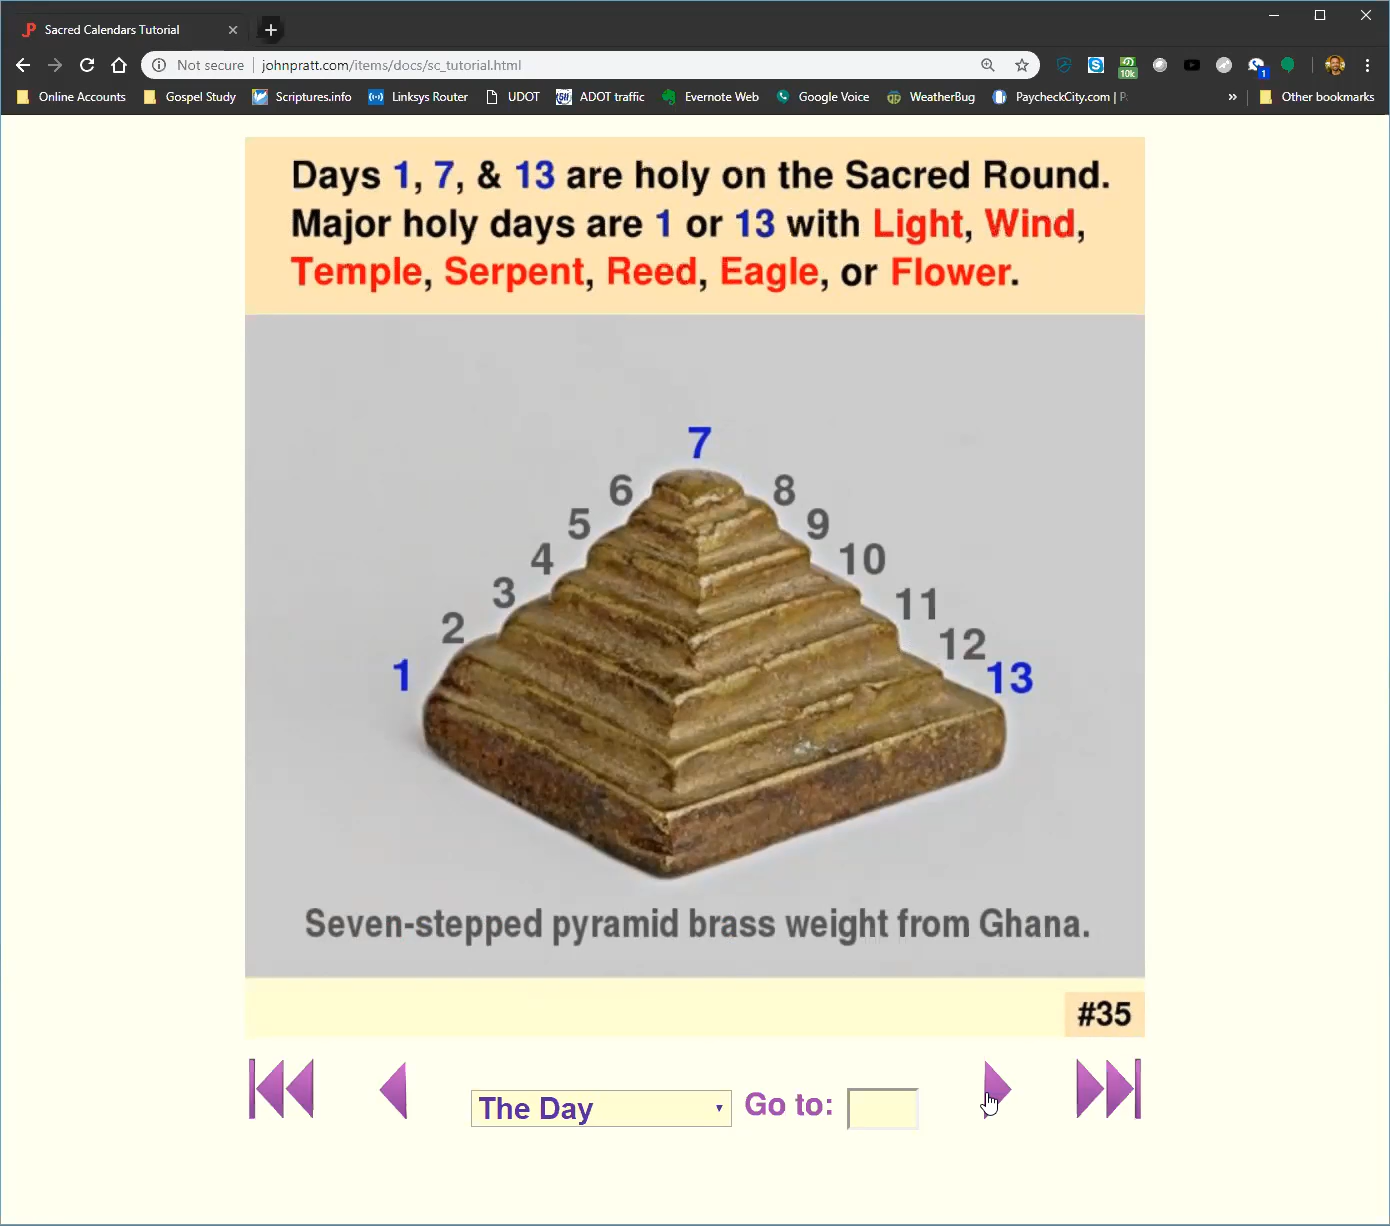 Sacred Calendars Tutorial
Not secure | johnpratt.com/items/docs/sc_tutorial.html
10k
1
Online Accounts Gospel Study Scriptures.info Linksys Router UDOT ADOT traffic Evernote Web Google Voice WeatherBug PaycheckCity.com | » Other bookmarks
Days 1, 7, & 13 are holy on the Sacred Round.
Major holy days are 1 or 13 with Light, Wind,
Temple, Serpent, Reed, Eagle, or Flower.
7
6 8
5 9
4 10
3 11
2 12
1 13
Seven-stepped pyramid brass weight from Ghana.
#35
The Day Go to: